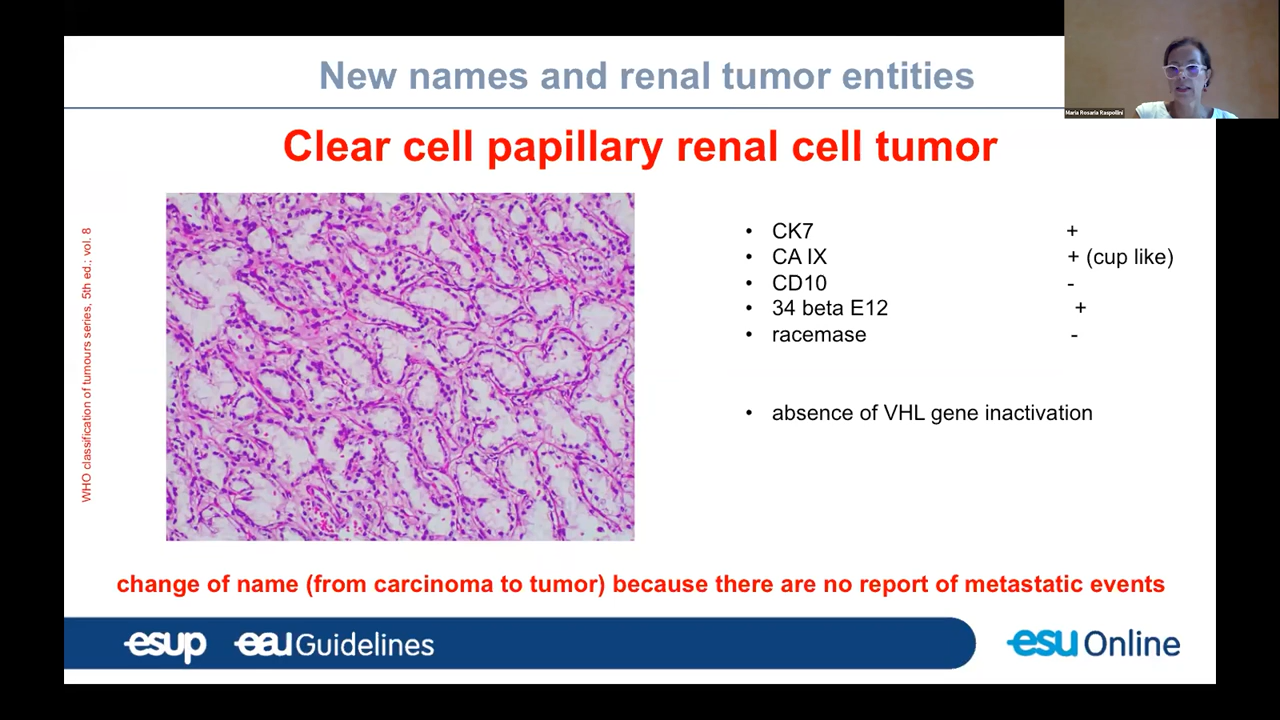 New names and renal tumor entities
Maria Rosaria Raspollini
Clear cell papillary renal cell tumor
WHO classification of tumours series, 5th ed.; vol. 8
• CK7 +
• CA IX + (cup like)
• CD10 -
• 34 beta E12 +
• racemase -
• absence of VHL gene inactivation
change of name (from carcinoma to tumor) because there are no report of metastatic events
esup eau Guidelines esu Online